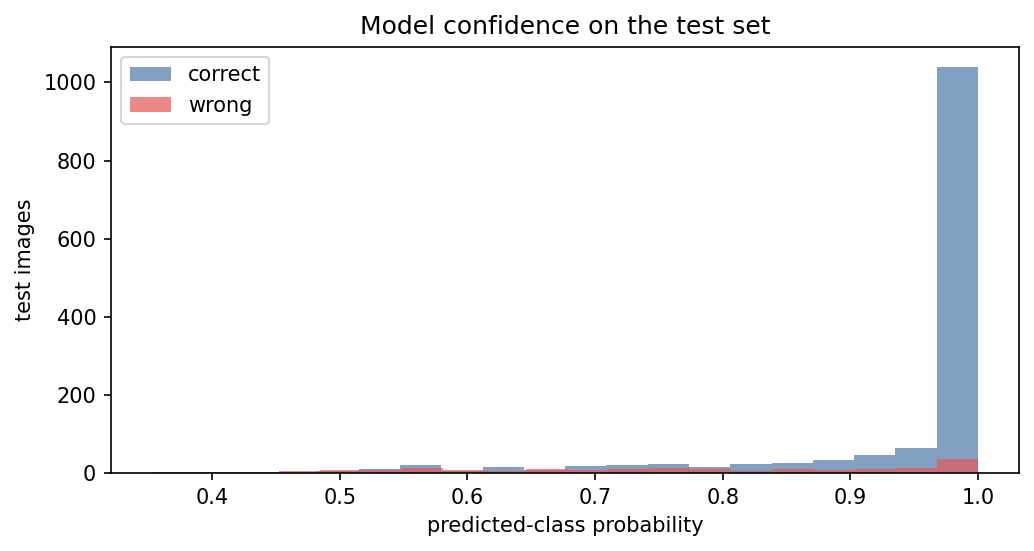 Model confidence on the test set
correct
wrong
1000
800
600
400
200
0
test images
0.4 0.5 0.6 0.7 0.8 0.9 1.0
predicted-class probability